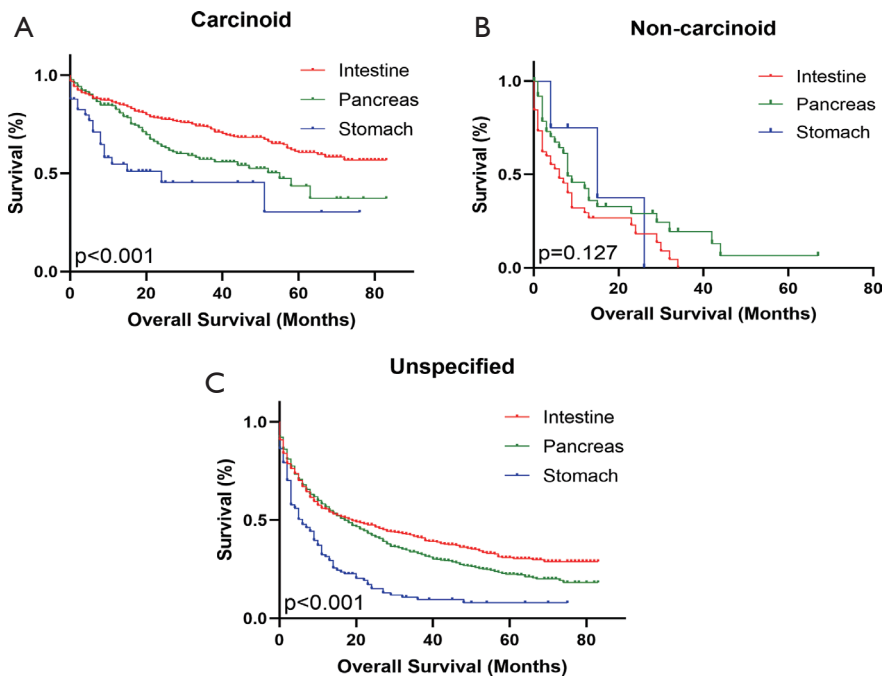 A
Carcinoid
Survival (%)
1.0
0.5
0.0
Intestine
Pancreas
Stomach
p<0.001
0
20
40
60
80
Overall Survival (Months)
B
Non-carcinoid
Survival (%)
1.0
0.5
0.0
Intestine
Pancreas
Stomach
p=0.127
0
20
40
60
80
Overall Survival (Months)
C
Unspecified
Survival (%)
1.0
0.5
0.0
Intestine
Pancreas
Stomach
p<0.001
0
20
40
60
80
Overall Survival (Months)